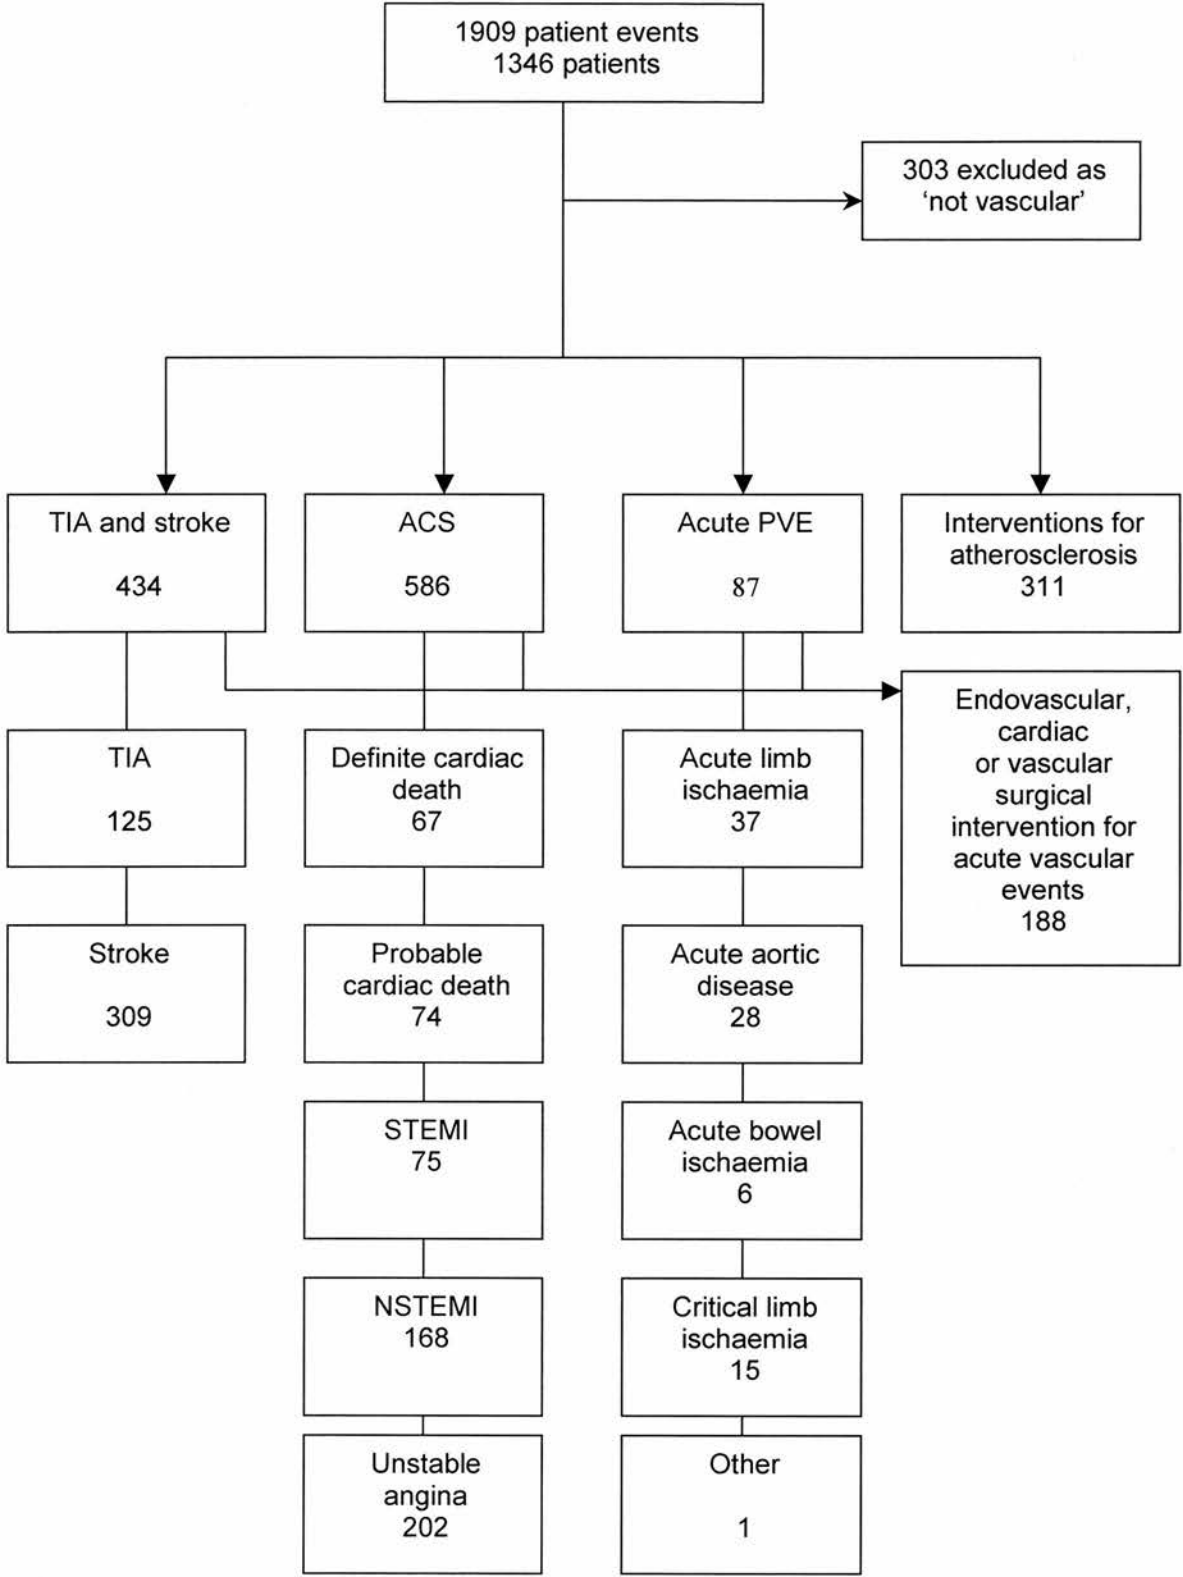 1909 patient events
1346 patients
303 excluded as
‘not vascular’
TIA and stroke
434
ACS
586
Acute PVE
87
Interventions for
atherosclerosis
311
TIA
125
Stroke
309
Definite cardiac
death
67
Probable
cardiac death
74
STEMI
75
NSTEMI
168
Unstable
angina
202
Acute limb
ischaemia
37
Acute aortic
disease
28
Acute bowel
ischaemia
6
Critical limb
ischaemia
15
Other
1
Endovascular,
cardiac
or vascular
surgical
intervention for
acute vascular
events
188